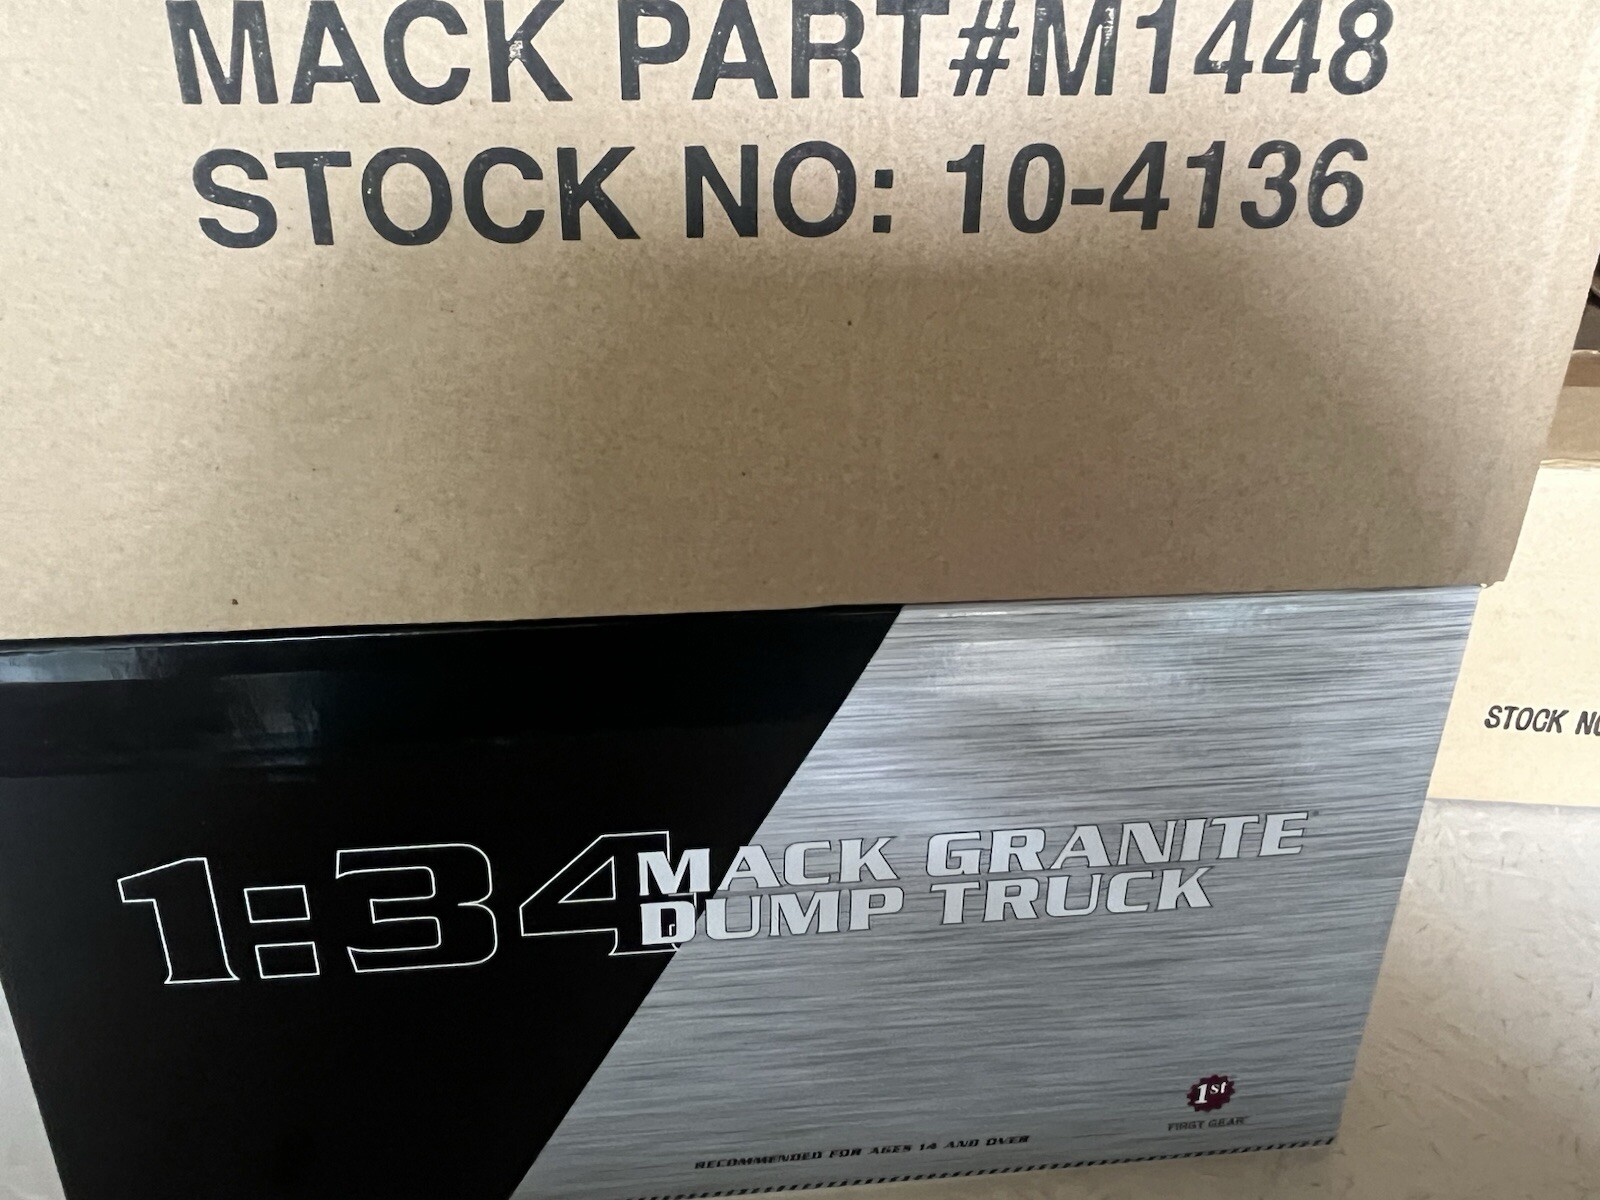 MACK PART#M1448
STOCK NO: 10-4136
STOCK
1:34
MACK GRANITE
DUMP TRUCK
1st
FIRST GEAR
RECOMMENDED FOR AGES 14 AND OVER